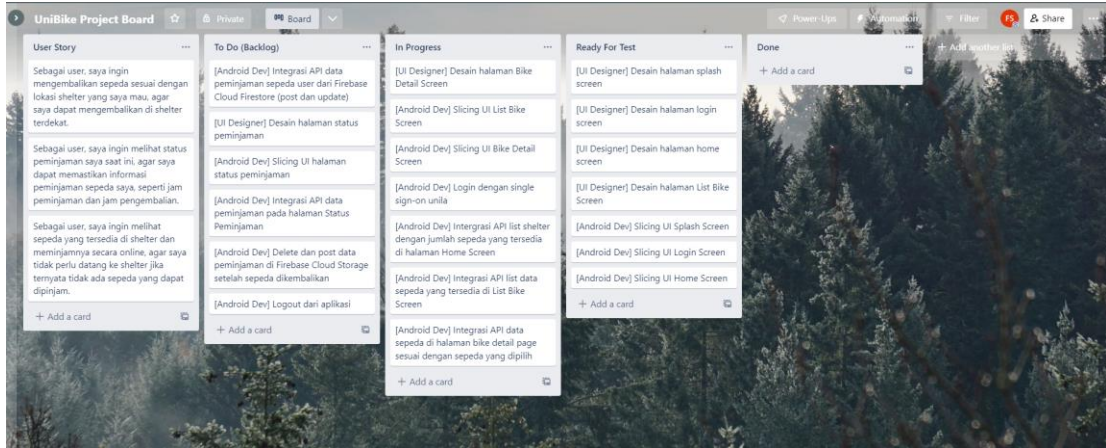 UniBike Project Board
Private
Board
Power-Ups
Automation
Filter
FS
Share
User Story
Sebagai user, saya ingin
mengembalikan sepeda sesuai dengan
lokasi shelter yang saya mau, agar
saya dapat mengembalikan di shelter
terdekat.
Sebagai user, saya ingin melihat status
peminjaman saya saat ini, agar saya
dapat memastikan informasi
peminjaman sepeda saya, seperti jam
peminjaman dan jam pengembalian.
Sebagai user, saya ingin melihat
sepeda yang tersedia di shelter dan
meminjamnya secara online, agar saya
tidak perlu datang ke shelter jika
ternyata tidak ada sepeda yang dapat
dipinjam.
+ Add a card
To Do (Backlog)
[Android Dev] Integrasi API data
peminjaman sepeda user dari Firebase
Cloud Firestore (post dan update)
[UI Designer] Desain halaman status
peminjaman
[Android Dev] Slicing UI halaman
status peminjaman
[Android Dev] Integrasi API data
peminjaman pada halaman Status
Peminjaman
[Android Dev] Delete dan post data
peminjaman di Firebase Cloud Storage
setelah sepeda dikembalikan
[Android Dev] Logout dari aplikasi
+ Add a card
In Progress
[UI Designer] Desain halaman Bike
Detail Screen
[Android Dev] Slicing UI List Bike
Screen
[Android Dev] Slicing UI Bike Detail
Screen
[Android Dev] Login dengan single
sign-on unila
[Android Dev] Intergrasi API list shelter
dengan jumlah sepeda yang tersedia
di halaman Home Screen
[Android Dev] Integrasi API list data
sepeda yang tersedia di List Bike
Screen
[Android Dev] Integrasi API data
sepeda di halaman bike detail page
sesuai dengan sepeda yang dipilih
+ Add a card
Ready For Test
[UI Designer] Desain halaman splash
screen
[UI Designer] Desain halaman login
screen
[UI Designer] Desain halaman home
screen
[UI Designer] Desain halaman List Bike
Screen
[Android Dev] Slicing UI Splash Screen
[Android Dev] Slicing UI Login Screen
[Android Dev] Slicing UI Home Screen
+ Add a card
Done
+ Add a card
+ Add another list